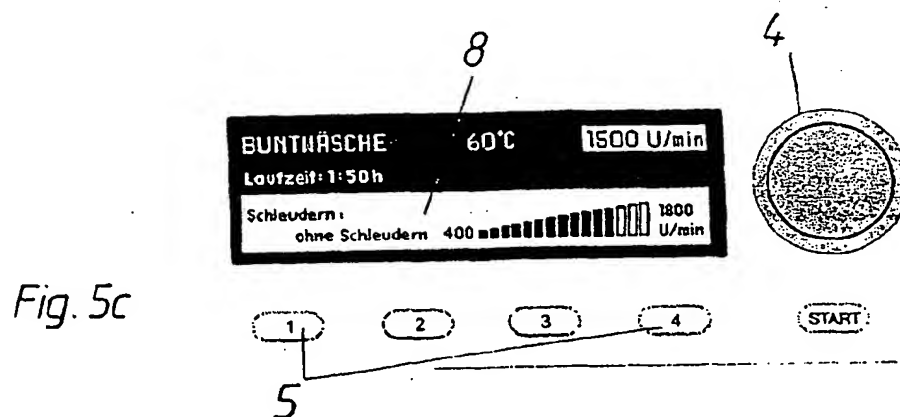 8
4
BUNTWÄSCHE 60°C 1500 U/min
Laufzeit: 1:50h
Schleudern:
ohne Schleudern 400 1800
U/min
Fig. 5c
1 2 3 4 START
5